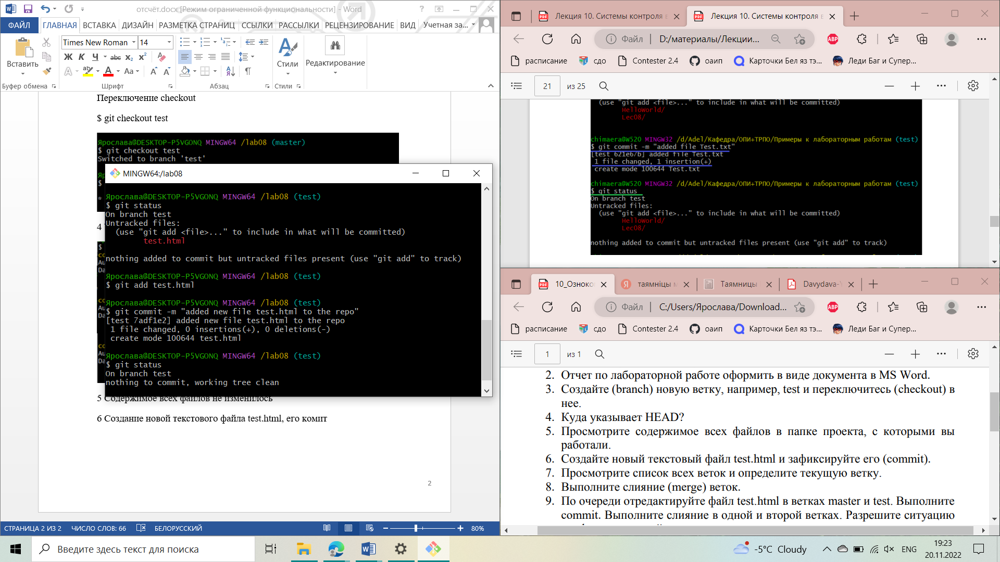 отсчёт.docx [Режим ограниченной функциональности] - Word
ФАЙЛ ГЛАВНАЯ ВСТАВКА ДИЗАЙН РАЗМЕТКА СТРАНИЦ ССЫЛКИ РАССЫЛКИ РЕЦЕНЗИРОВАНИЕ ВИД Учетная за...
Times New Roman 14
Вставить
Ж К Ч abc x₂ x²
Стили
Редактирование
Буфер обмена Шрифт Абзац Стили
Переключение checkout
$ git checkout test
Ярослава@DESKTOP-P5VGONQ MINGW64 /lab08 (master)
$ git checkout test
Switched to branch 'test'
MINGW64:/lab08
Ярослава@DESKTOP-P5VGONQ MINGW64 /lab08 (test)
$ git status
On branch test
Untracked files:
(use "git add <file>..." to include in what will be committed)
test.html
nothing added to commit but untracked files present (use "git add" to track)
Ярослава@DESKTOP-P5VGONQ MINGW64 /lab08 (test)
$ git add test.html
Ярослава@DESKTOP-P5VGONQ MINGW64 /lab08 (test)
$ git commit -m "added new file test.html to the repo"
[test 7adf1e2] added new file test.html to the repo
1 file changed, 0 insertions(+), 0 deletions(-)
create mode 100644 test.html
Ярослава@DESKTOP-P5VGONQ MINGW64 /lab08 (test)
$ git status
On branch test
nothing to commit, working tree clean
5 Содержимое всех файлов не изменилось
6 Создание новой текстового файла test.html, его комит
2
СТРАНИЦА 2 ИЗ 2 ЧИСЛО СЛОВ: 66 БЕЛОРУССКИЙ 80%
Лекция 10. Системы контроля в Лекция 10. Системы контроля в
Файл D:/материалы/Лекции... ABP
расписание сдо Contester 2.4 оаип Карточки Бел яз тэ... Леди Баг и Супер...
21 из 25
(use "git add <file>..." to include in what will be committed)
HelloWorld/
Lec08/
chimaera@W520 MINGW32 /d/Adel/Кафедра/ОПИ+ТРПО/Примеры к лабораторным работам (test)
$ git commit -m "added file Test.txt"
[test 621e67b] added file Test.txt
1 file changed, 1 insertion(+)
create mode 100644 Test.txt
chimaera@W520 MINGW32 /d/Adel/Кафедра/ОПИ+ТРПО/Примеры к лабораторным работам (test)
$ git status
On branch test
Untracked files:
(use "git add <file>..." to include in what will be committed)
HelloWorld/
Lec08/
nothing added to commit but untracked files present (use "git add" to track)
10_Озноко таямніцы м Таямницы Davydava-
Файл C:/Users/Ярослава/Download... ABP
расписание сдо Contester 2.4 оаип Карточки Бел яз тэ... Леди Баг и Супер...
1 из 1
2. Отчет по лабораторной работе оформить в виде документа в MS Word.
3. Создайте (branch) новую ветку, например, test и переключитесь (checkout) в
нее.
4. Куда указывает HEAD?
5. Просмотрите содержимое всех файлов в папке проекта, с которыми вы
работали.
6. Создайте новый текстовый файл test.html и зафиксируйте его (commit).
7. Просмотрите список всех веток и определите текущую ветку.
8. Выполните слияние (merge) веток.
9. По очереди отредактируйте файл test.html в ветках master и test. Выполните
commit. Выполните слияние в одной и второй ветках. Разрешите ситуацию
Введите здесь текст для поиска
-5°C Cloudy ENG 19:23
20.11.2022